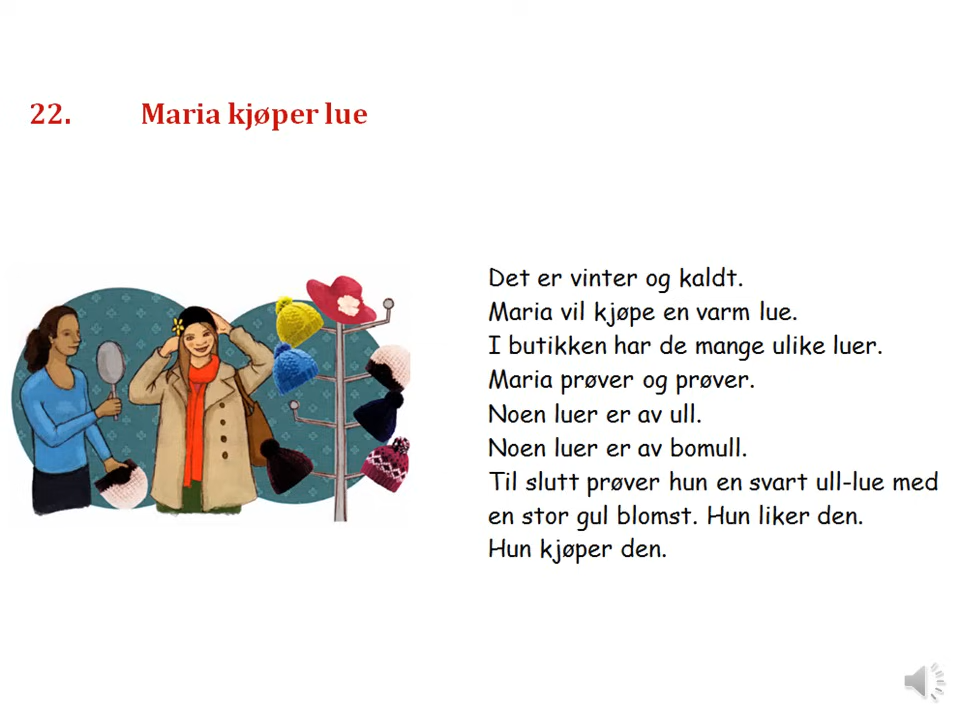 22. Maria kjøper lue
Det er vinter og kaldt.
Maria vil kjøpe en varm lue.
I butikken har de mange ulike luer.
Maria prøver og prøver.
Noen luer er av ull.
Noen luer er av bomull.
Til slutt prøver hun en svart ull-lue med
en stor gul blomst. Hun liker den.
Hun kjøper den.